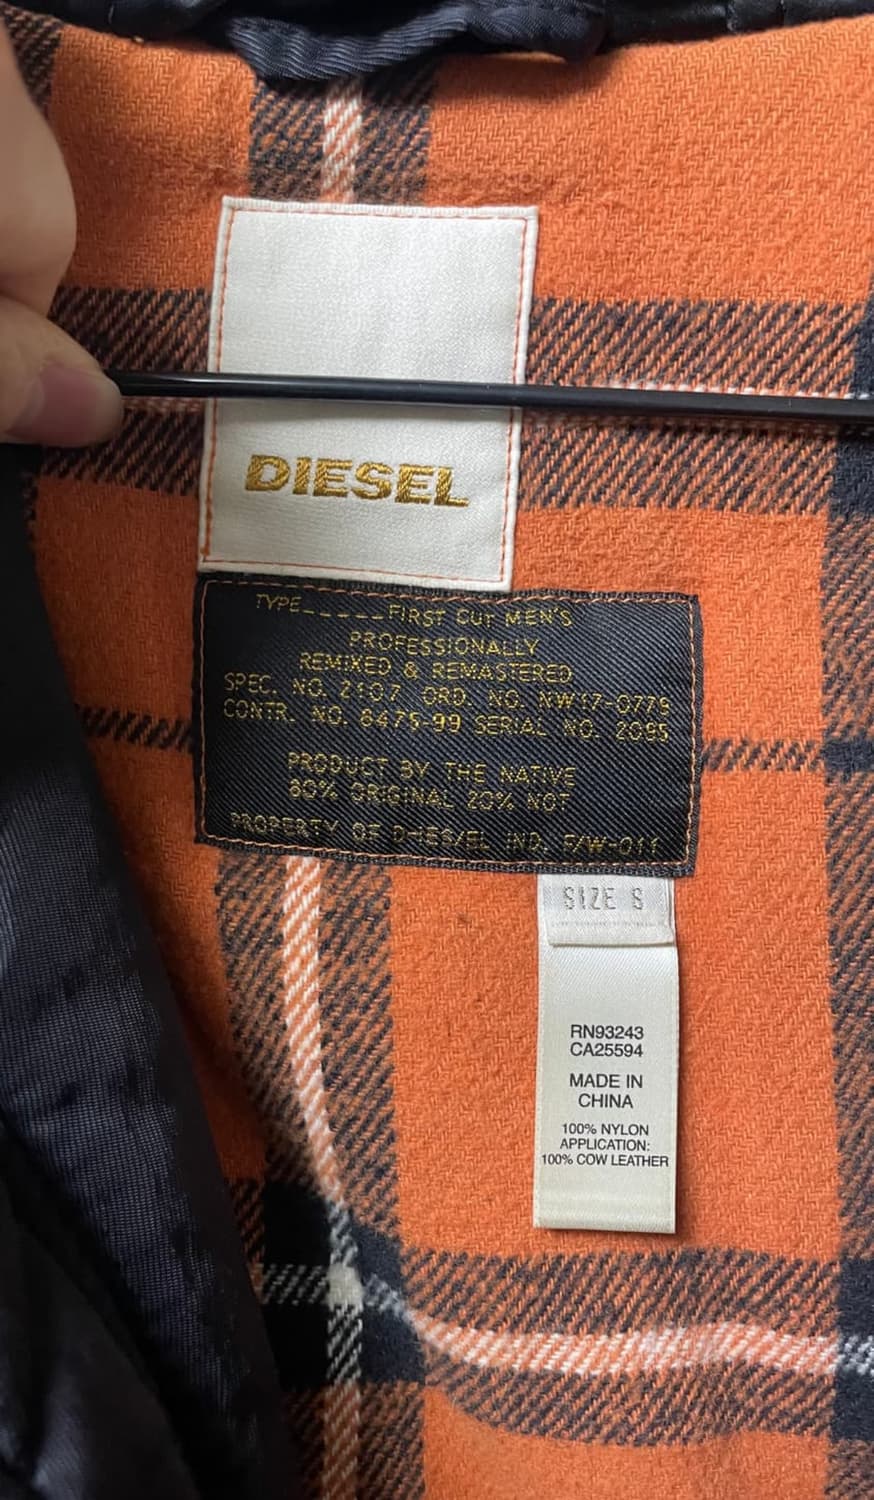 DIESEL
TYPE_____FIRST CUT MEN'S
PROFESSIONALLY
REMIXED & REMASTERED
SPEC. NO. 2107 ORD. NO. NW17-0779
CONTR. NO. 8475-99 SERIAL NO. 2095
PRODUCT BY THE NATIVE
80% ORIGINAL 20% NOT
PROPERTY OF D-IES/EL IND. F/W-011
SIZE S
RN93243
CA25594
MADE IN
CHINA
100% NYLON
APPLICATION:
100% COW LEATHER